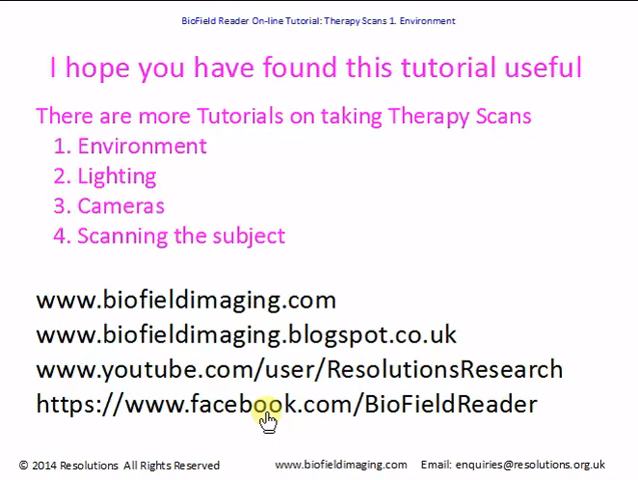 BioField Reader On-line Tutorial: Therapy Scans 1. Environment
I hope you have found this tutorial useful
There are more Tutorials on taking Therapy Scans
1. Environment
2. Lighting
3. Cameras
4. Scanning the subject
www.biofieldimaging.com
www.biofieldimaging.blogspot.co.uk
www.youtube.com/user/ResolutionsResearch
https://www.facebook.com/BioFieldReader
© 2014 Resolutions All Rights Reserved www.biofieldimaging.com Email: enquiries@resolutions.org.uk